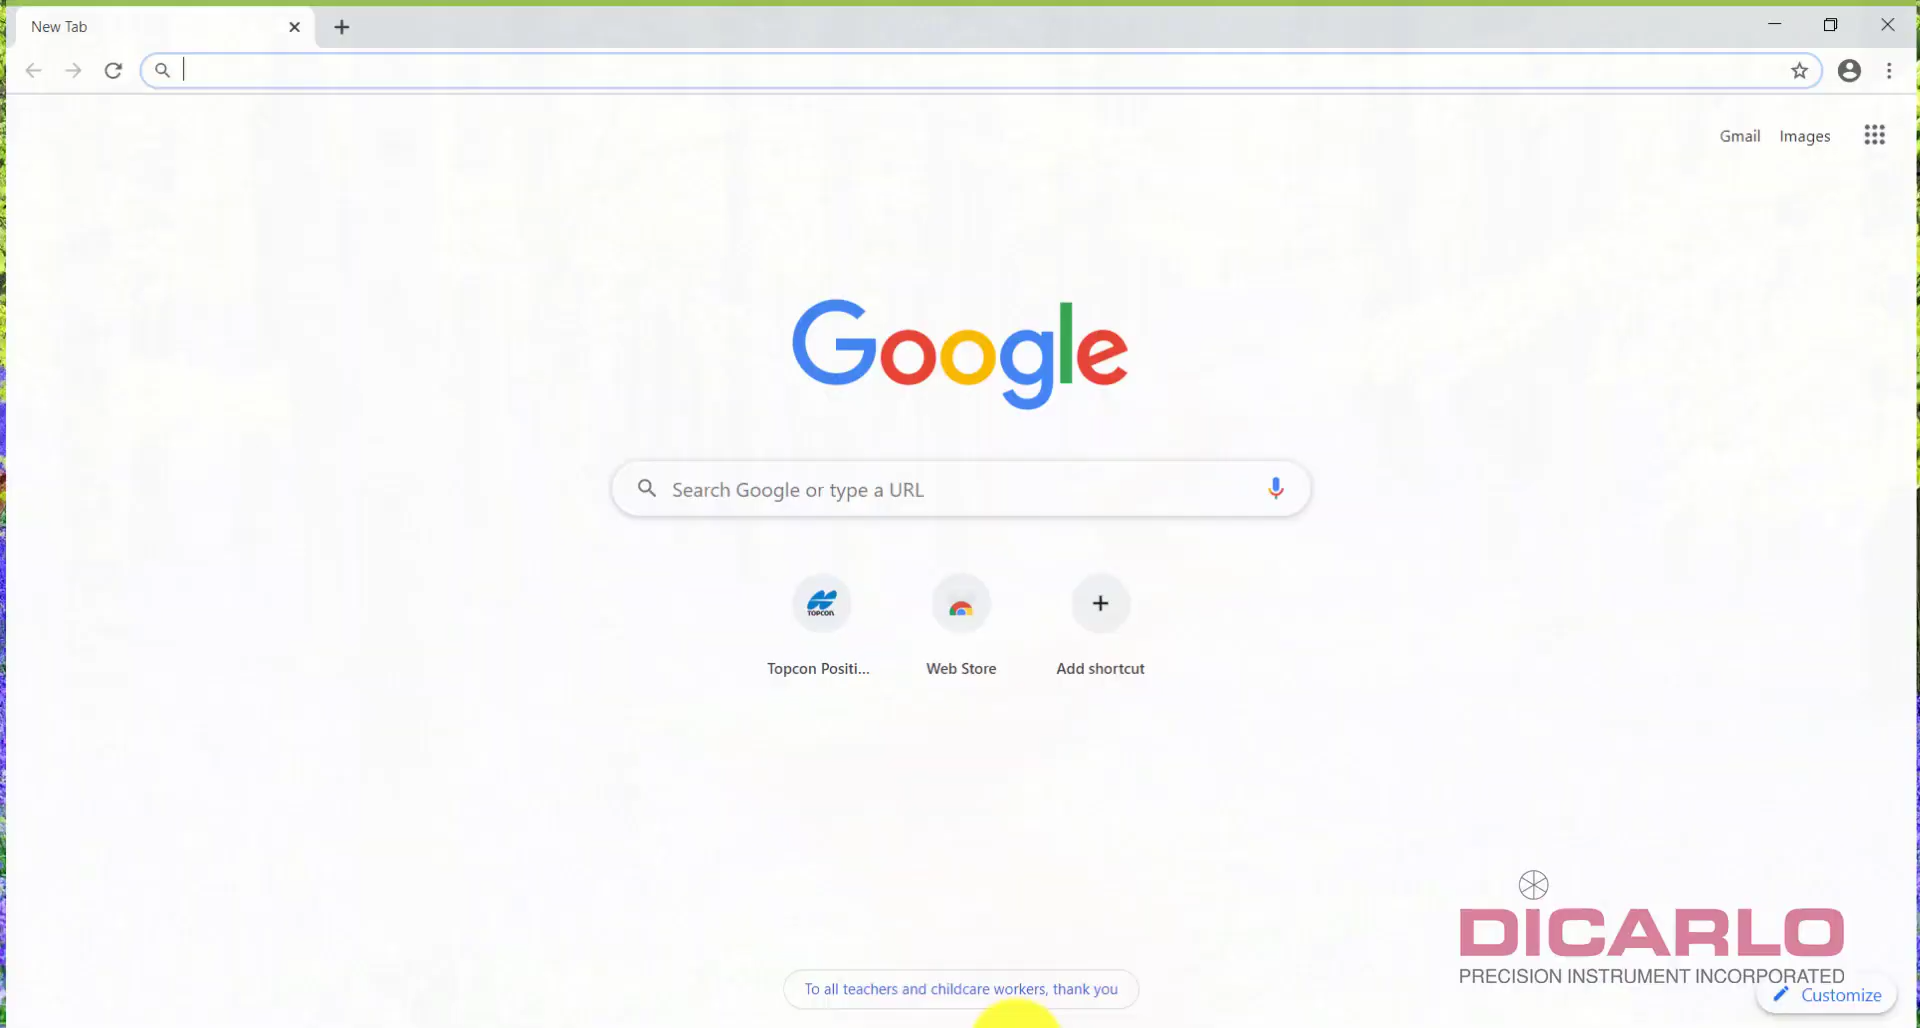 New Tab
Gmail Images
Google
Search Google or type a URL
TOPCON
Topcon Positi...
Web Store
Add shortcut
DICARLO
PRECISION INSTRUMENT INCORPORATED
To all teachers and childcare workers, thank you
Customize